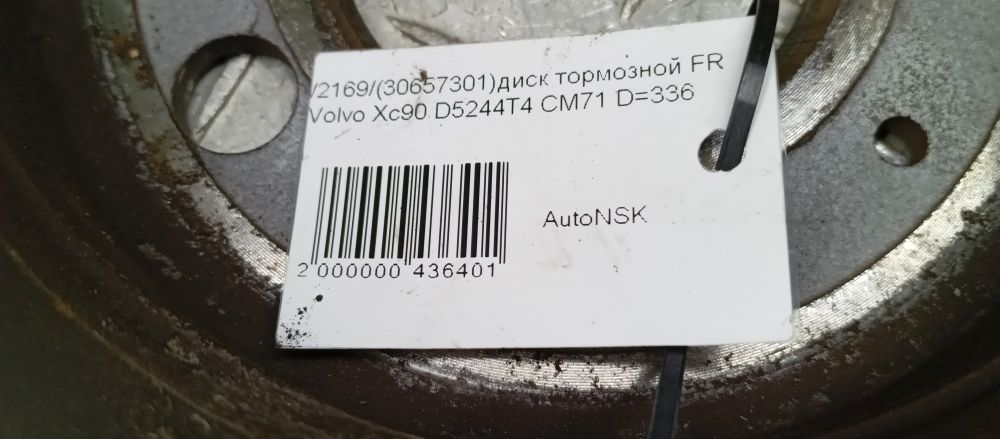 /2169/(30657301)диск тормозной FR
Volvo Xc90 D5244T4 CM71 D=336
AutoNSK
2 000000 436401